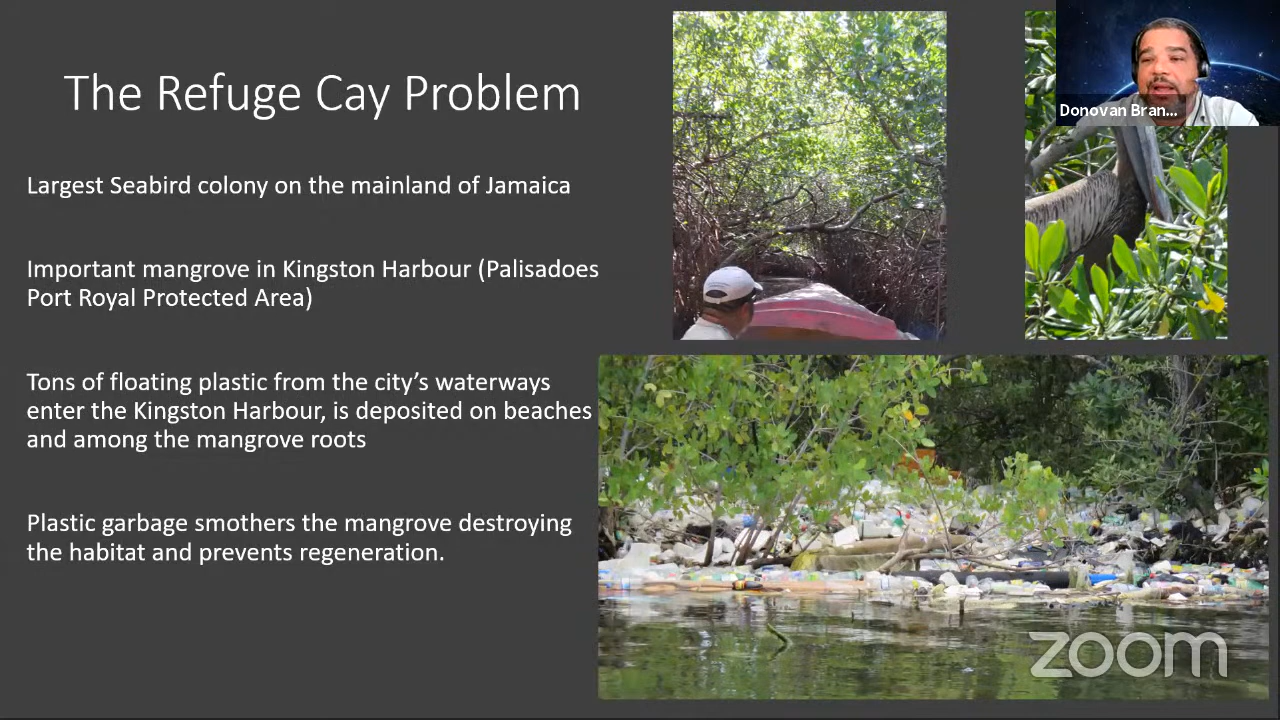 The Refuge Cay Problem
Largest Seabird colony on the mainland of Jamaica
Important mangrove in Kingston Harbour (Palisadoes
Port Royal Protected Area)
Tons of floating plastic from the city's waterways
enter the Kingston Harbour, is deposited on beaches
and among the mangrove roots
Plastic garbage smothers the mangrove destroying
the habitat and prevents regeneration.
Donovan Bran...
zoom